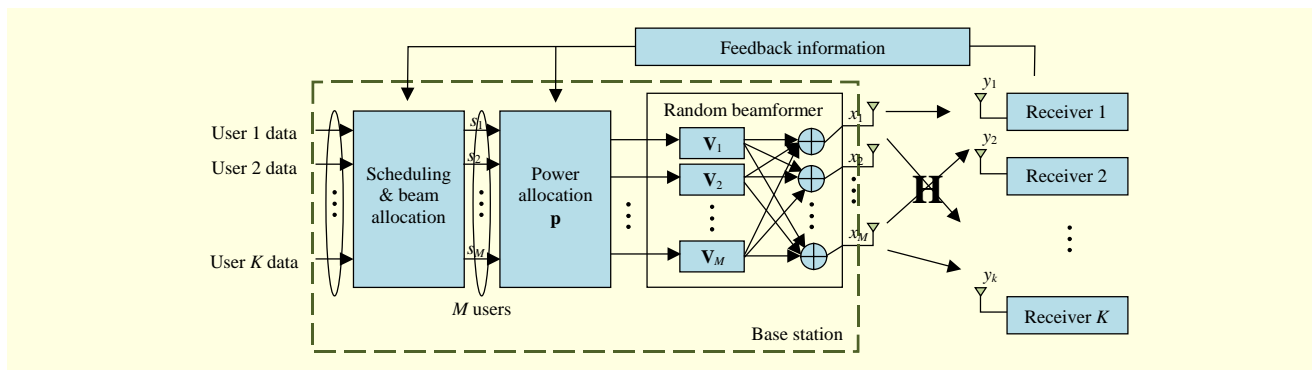 Feedback information
Random beamformer
User 1 data
User 2 data
User K data
Scheduling
& beam
allocation
s1
s2
sM
M users
Power
allocation
p
V1
V2
VM
x1
x2
xM
Base station
H
y1
y2
yk
Receiver 1
Receiver 2
Receiver K